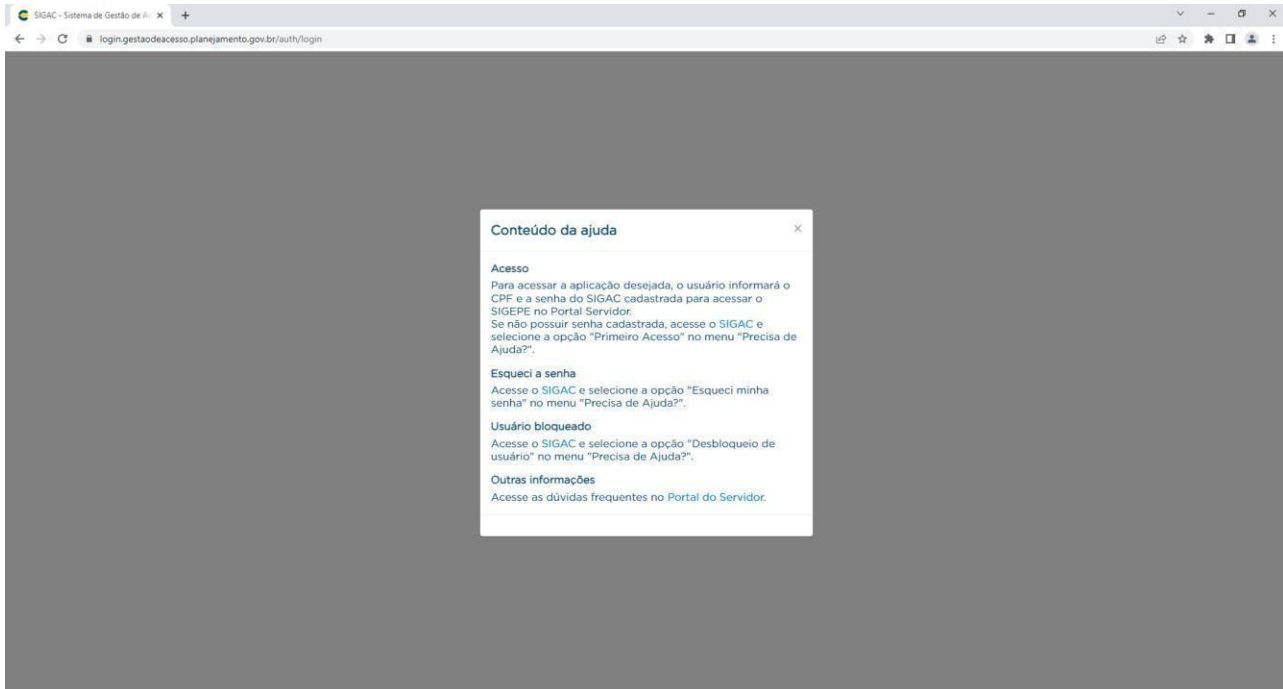 SIGAC - Sistema de Gestão de A
login.gestaodeacesso.planejamento.gov.br/auth/login
Conteúdo da ajuda
Acesso
Para acessar a aplicação desejada, o usuário informará o
CPF e a senha do SIGAC cadastrada para acessar o
SIGEPE no Portal Servidor.
Se não possuir senha cadastrada, acesse o SIGAC e
selecione a opção "Primeiro Acesso" no menu "Precisa de
Ajuda?".
Esqueci a senha
Acesse o SIGAC e selecione a opção "Esqueci minha
senha" no menu "Precisa de Ajuda?".
Usuário bloqueado
Acesse o SIGAC e selecione a opção "Desbloqueio de
usuário" no menu "Precisa de Ajuda?".
Outras informações
Acesse as dúvidas frequentes no Portal do Servidor.